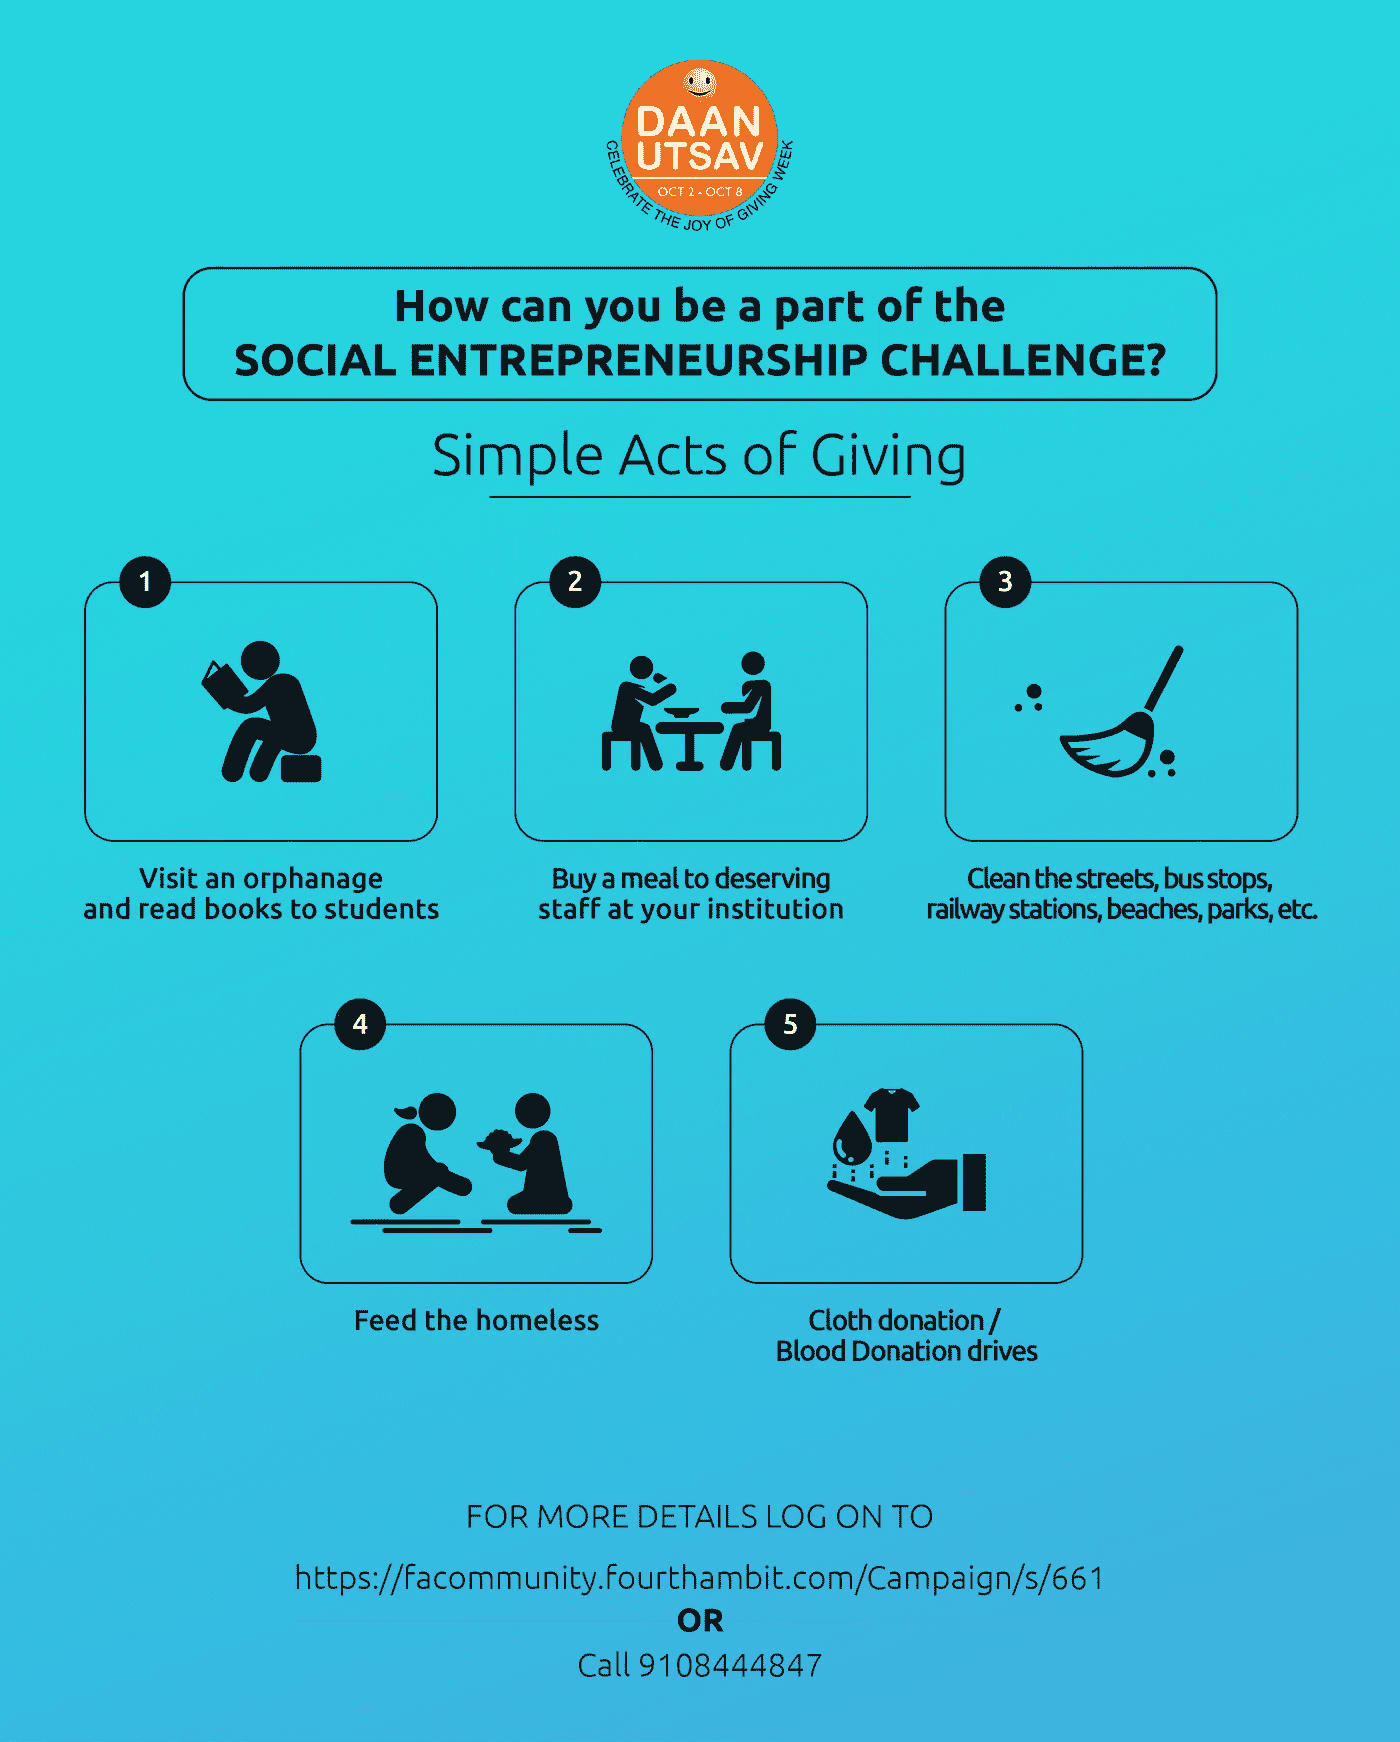 DAAN
UTSAV
OCT 2 - OCT 8
CELEBRATE THE JOY OF GIVING WEEK
How can you be a part of the
SOCIAL ENTREPRENEURSHIP CHALLENGE?
Simple Acts of Giving
1
Visit an orphanage
and read books to students
2
Buy a meal to deserving
staff at your institution
3
Clean the streets, bus stops,
railway stations, beaches, parks, etc.
4
Feed the homeless
5
Cloth donation /
Blood Donation drives
FOR MORE DETAILS LOG ON TO
https://facommunity.fourthambit.com/Campaign/s/661
OR
Call 9108444847